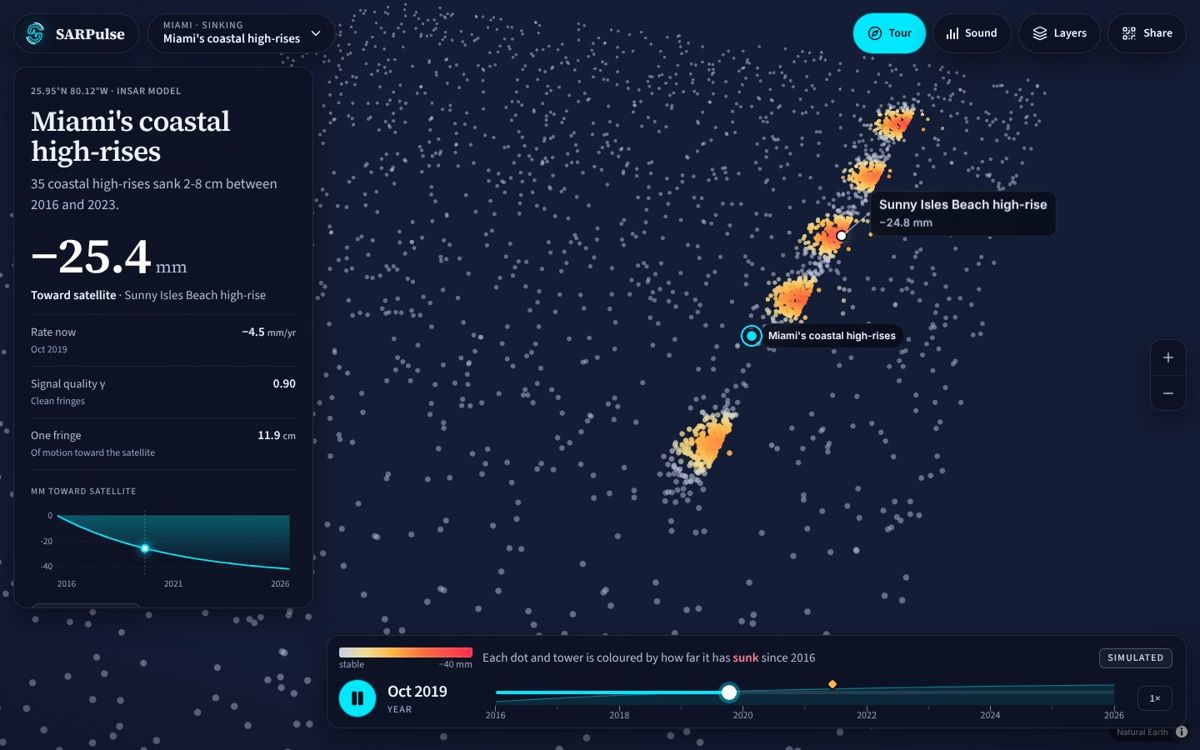 SARPulse
MIAMI · SINKING
Miami's coastal high-rises
Tour
Sound
Layers
Share
25.95°N 80.12°W · INSAR MODEL
Miami's coastal
high-rises
35 coastal high-rises sank 2-8 cm between
2016 and 2023.
−25.4 mm
Toward satellite · Sunny Isles Beach high-rise
Rate now
−4.5 mm/yr
Oct 2019
Signal quality γ
0.90
Clean fringes
One fringe
11.9 cm
Of motion toward the satellite
MM TOWARD SATELLITE
0
-20
-40
2016
2021
2026
Sunny Isles Beach high-rise
−24.8 mm
Miami's coastal high-rises
+
−
stable
−40 mm
Each dot and tower is coloured by how far it has sunk since 2016
SIMULATED
Oct 2019
YEAR
2016
2018
2020
2022
2024
2026
1×
Natural Earth